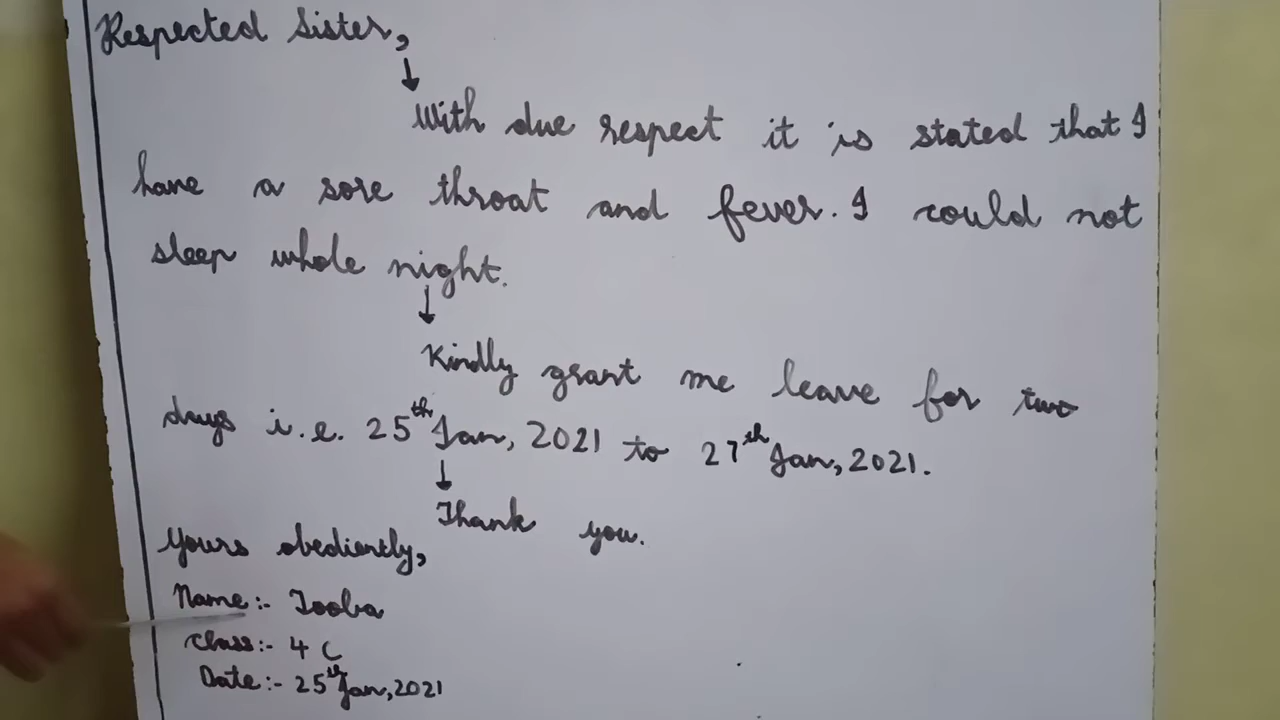 Respected Sister,
With due respect it is stated that I
have a sore throat and fever. I could not
sleep whole night.
Kindly grant me leave for two
days i.e. 25th Jan, 2021 to 27th Jan, 2021.
Thank you.
Yours obediently,
Name:- Tooba
Class:- 4 C
Date:- 25th Jan, 2021